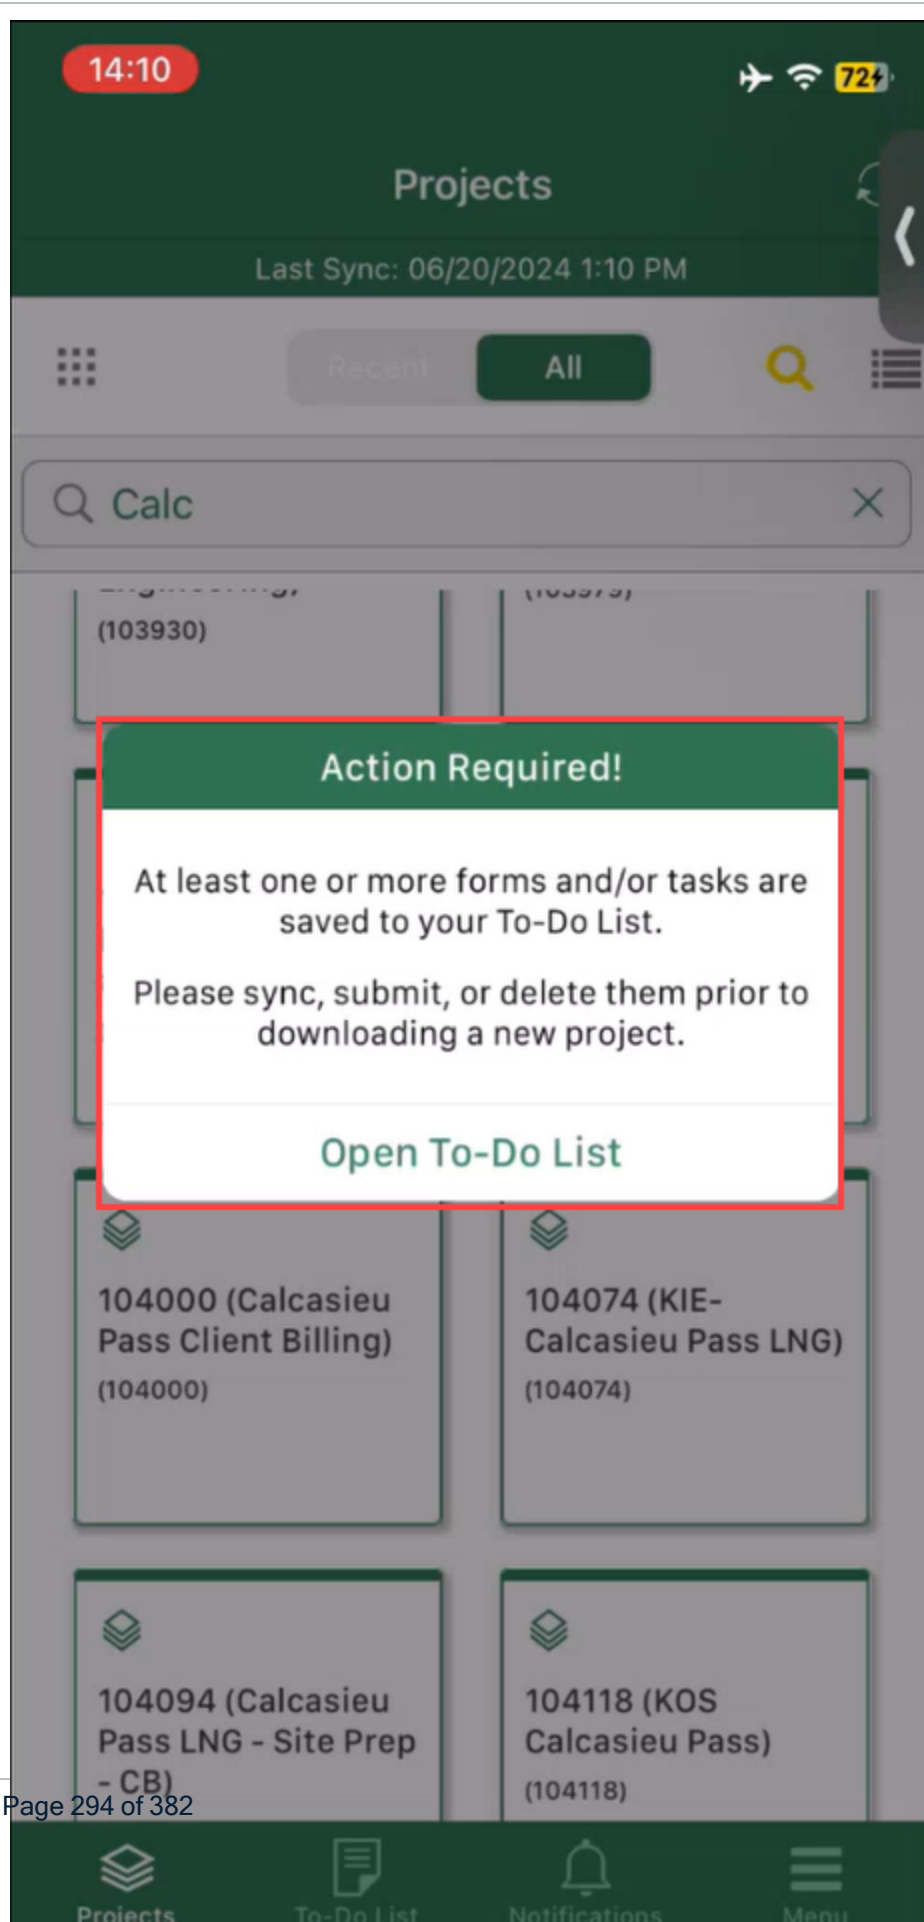 14:10
72
Projects
Last Sync: 06/20/2024 1:10 PM
Recent
All
Calc
(103930)
(103979)
Action Required!
At least one or more forms and/or tasks are
saved to your To-Do List.
Please sync, submit, or delete them prior to
downloading a new project.
Open To-Do List
104000 (Calcasieu
Pass Client Billing)
(104000)
104074 (KIE-
Calcasieu Pass LNG)
(104074)
104094 (Calcasieu
Pass LNG - Site Prep
- CB)
104118 (KOS
Calcasieu Pass)
(104118)
Page 294 of 382
Projects
To-Do List
Notifications
Menu